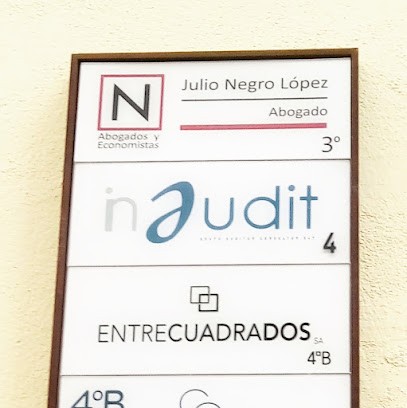 N
Abogados y
Economistas
Julio Negro López
Abogado
3º
inaudit
4
ENTRECUADRADOS
SA
4ºB
4ºB